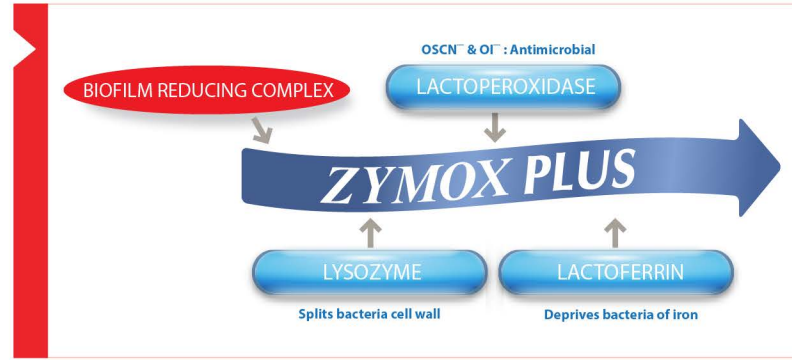 OSCN⁻ & OI⁻ : Antimicrobial
BIOFILM REDUCING COMPLEX
LACTOPEROXIDASE
ZYMOX PLUS
LYSOZYME
LACTOFERRIN
Splits bacteria cell wall
Deprives bacteria of iron